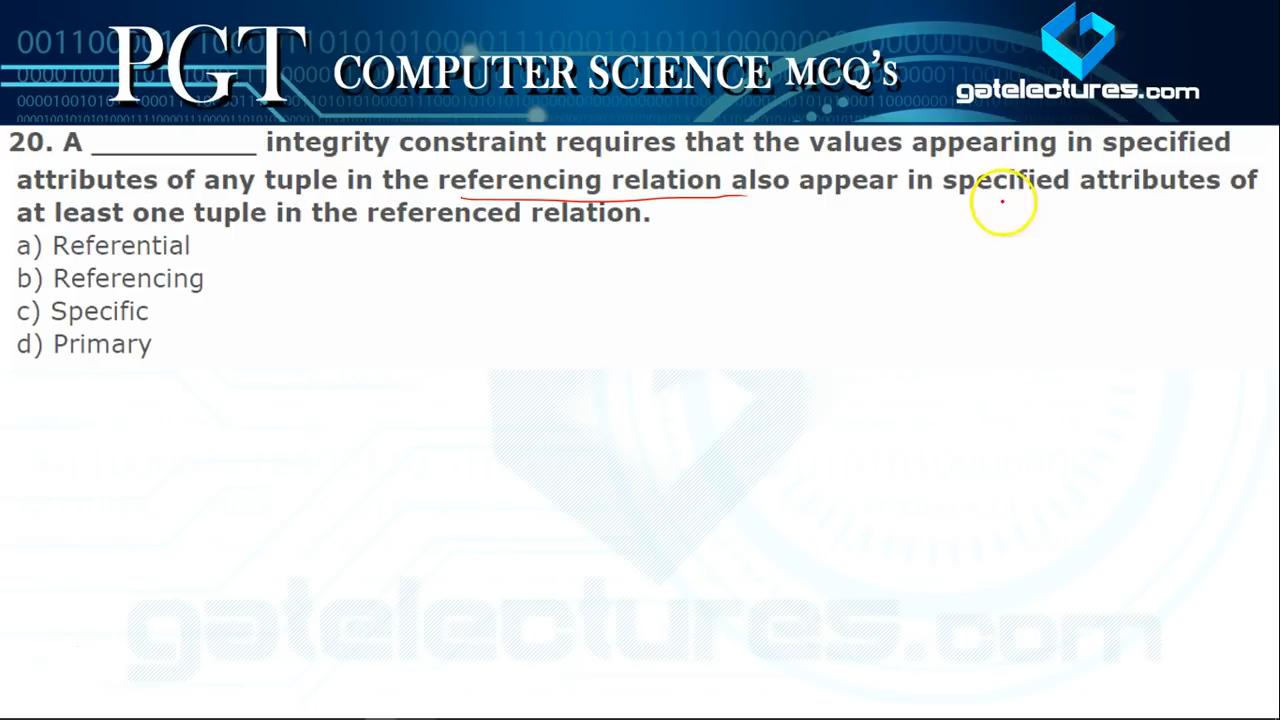 PGT COMPUTER SCIENCE MCQ's
gatelectures.com
20. A __________ integrity constraint requires that the values appearing in specified
attributes of any tuple in the referencing relation also appear in specified attributes of
at least one tuple in the referenced relation.
a) Referential
b) Referencing
c) Specific
d) Primary
gatelectures.com